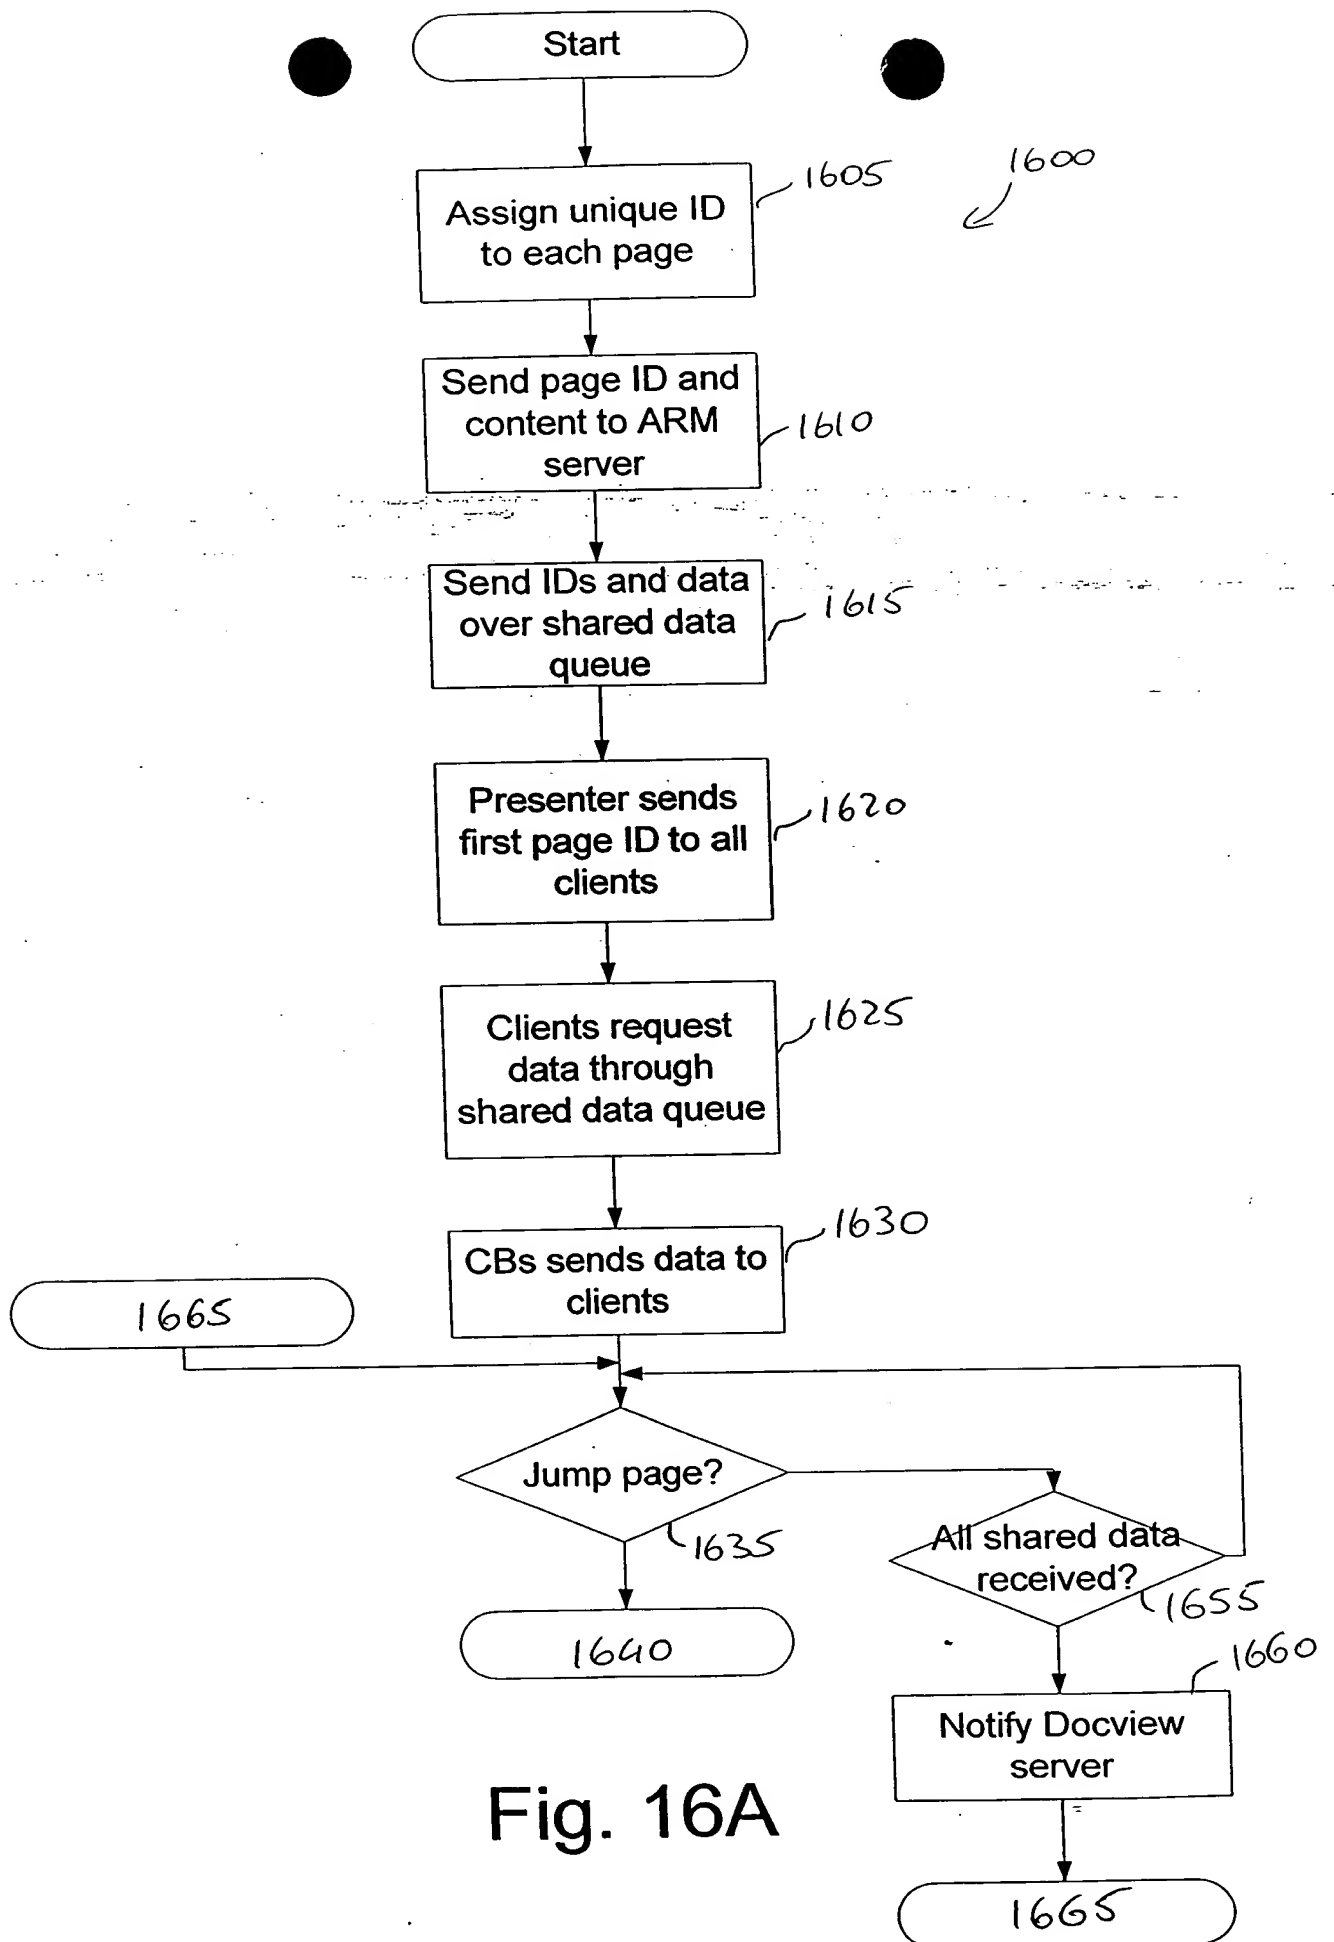 Start
1600
1605
Assign unique ID
to each page
Send page ID and
content to ARM
server
1610
Send IDs and data
over shared data
queue
1615
Presenter sends
first page ID to all
clients
1620
Clients request
data through
shared data queue
1625
1630
CBs sends data to
clients
1665
Jump page?
1635
All shared data
received?
1655
1640
1660
Notify Docview
server
Fig. 16A
1665